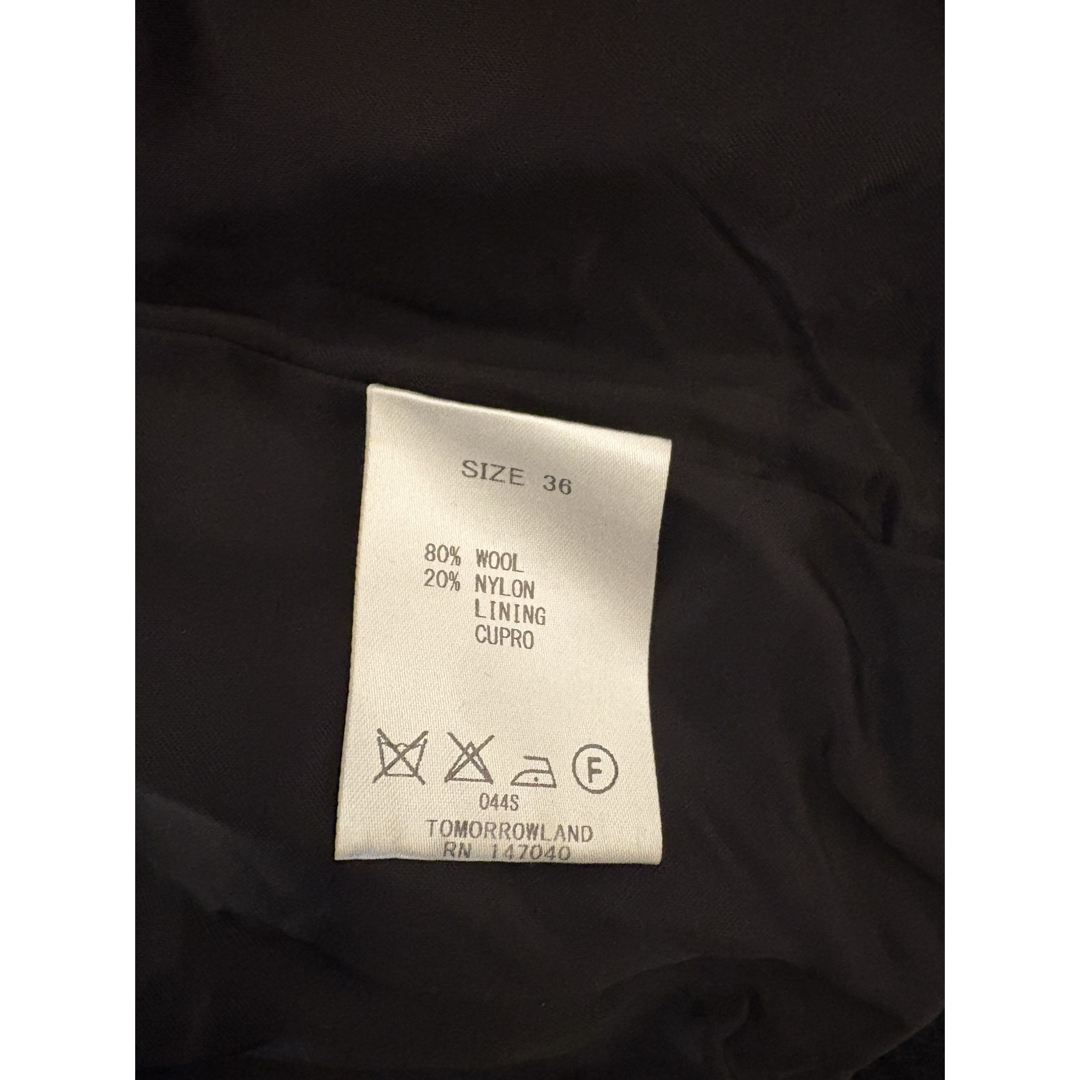 SIZE 36
80% WOOL
20% NYLON
LINING
CUPRO
F
044S
TOMORROWLAND
RN 147040